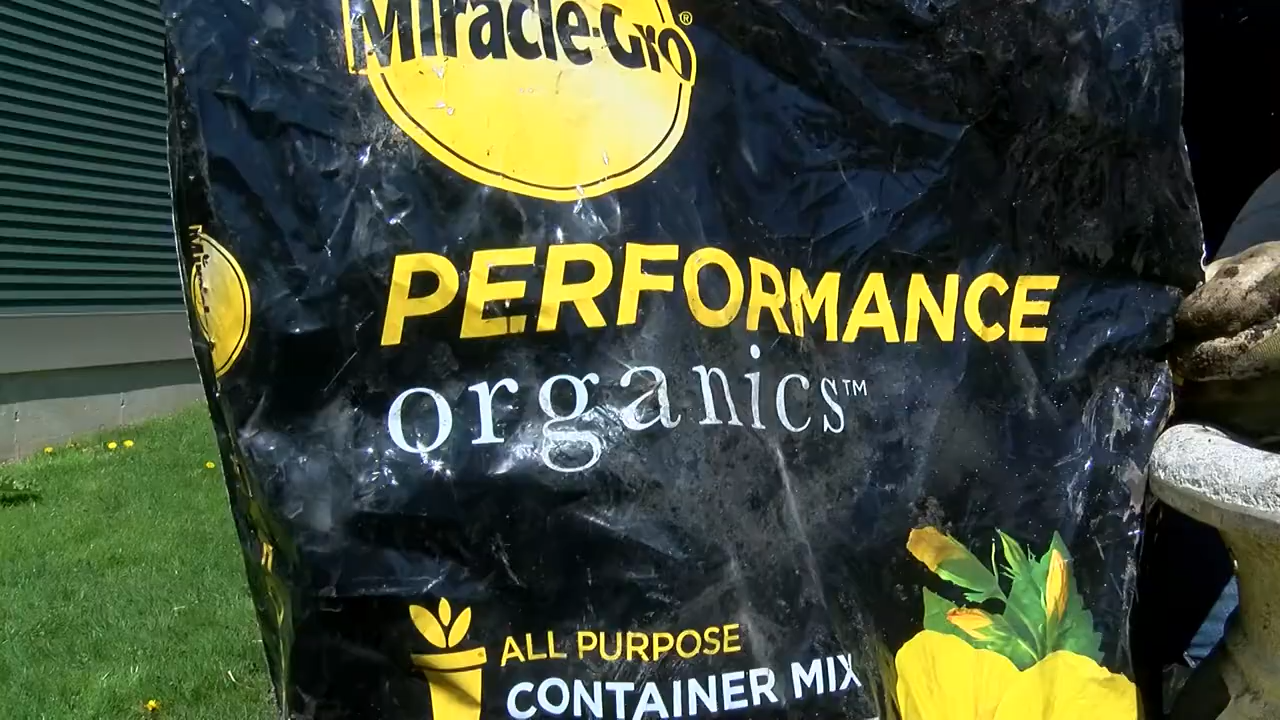 Miracle-Gro®
PERFORMANCE
organics™
ALL PURPOSE
CONTAINER MIX